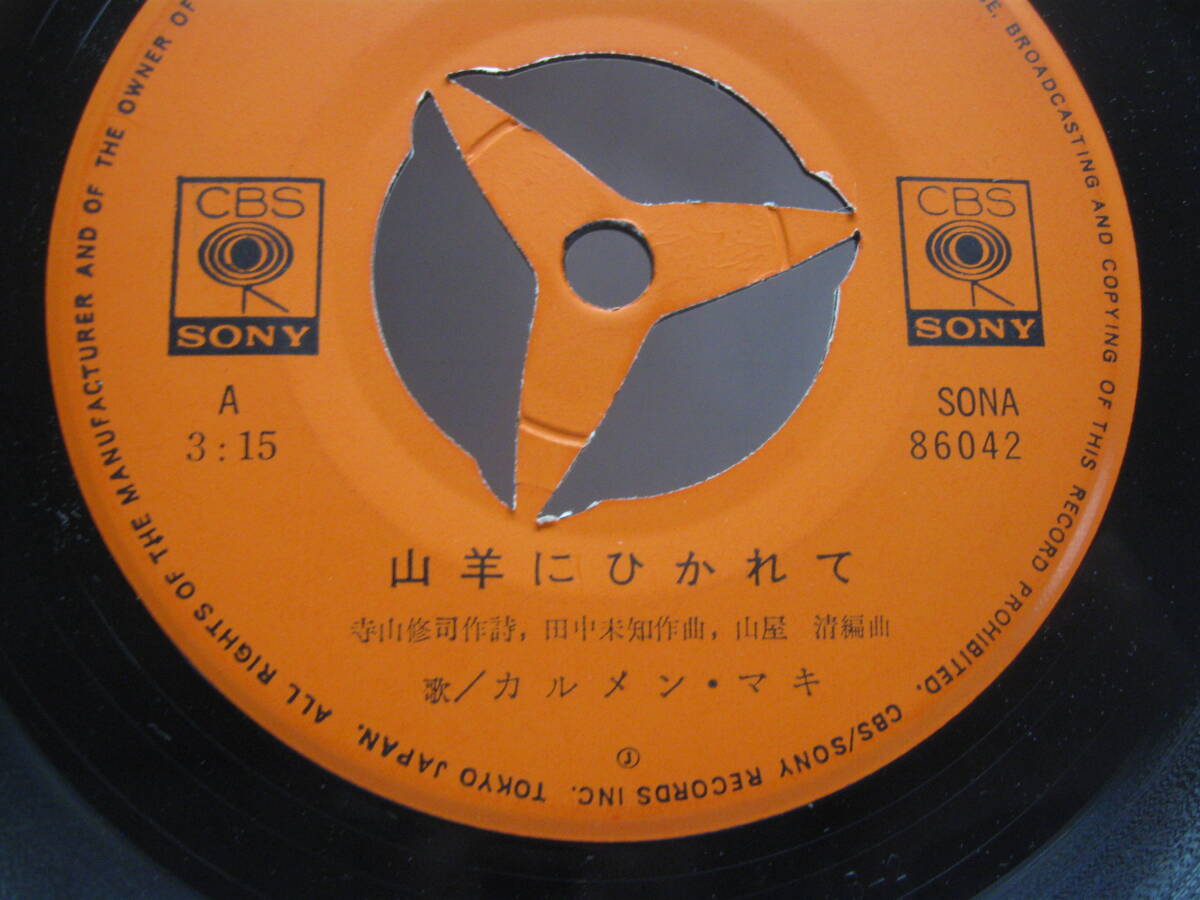 CBS
SONY
CBS
SONY
A
3:15
SONA
86042
山羊にひかれて
寺山修司作詩，田中未知作曲，山屋　清編曲
歌／カルメン・マキ
Ⓙ
MANUFACTURER AND OF THE OWNER OF
BROADCASTING AND COPYING OF THIS RECORD PROHIBITED. CBS/SONY RECORDS INC. TOKYO JAPAN. ALL RIGHTS OF THE